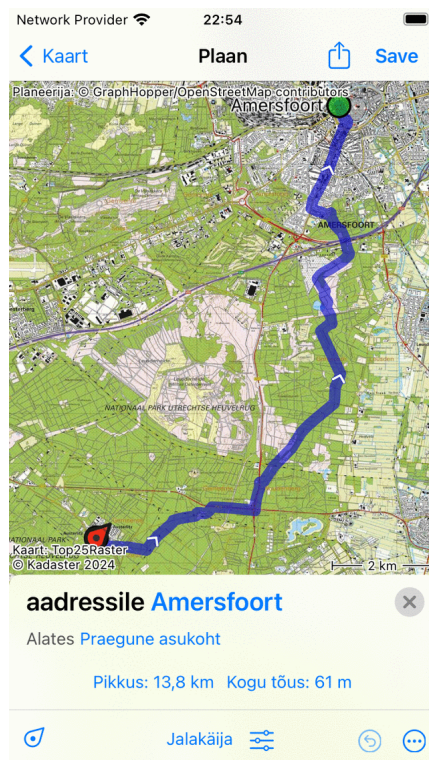 Network Provider 22:54
Kaart Plaan Save
Planeerija: © GraphHopper/OpenStreetMap contributors
Amersfoort
AMERSFOORT
NATIONAAL PARK UTRECHTSE HEUVELRUG
NATIONAAL PARK
Kaart: Top25Raster
© Kadaster 2024
2 km
aadressile Amersfoort
Alates Praegune asukoht
Pikkus: 13,8 km Kogu tõus: 61 m
Jalakäija